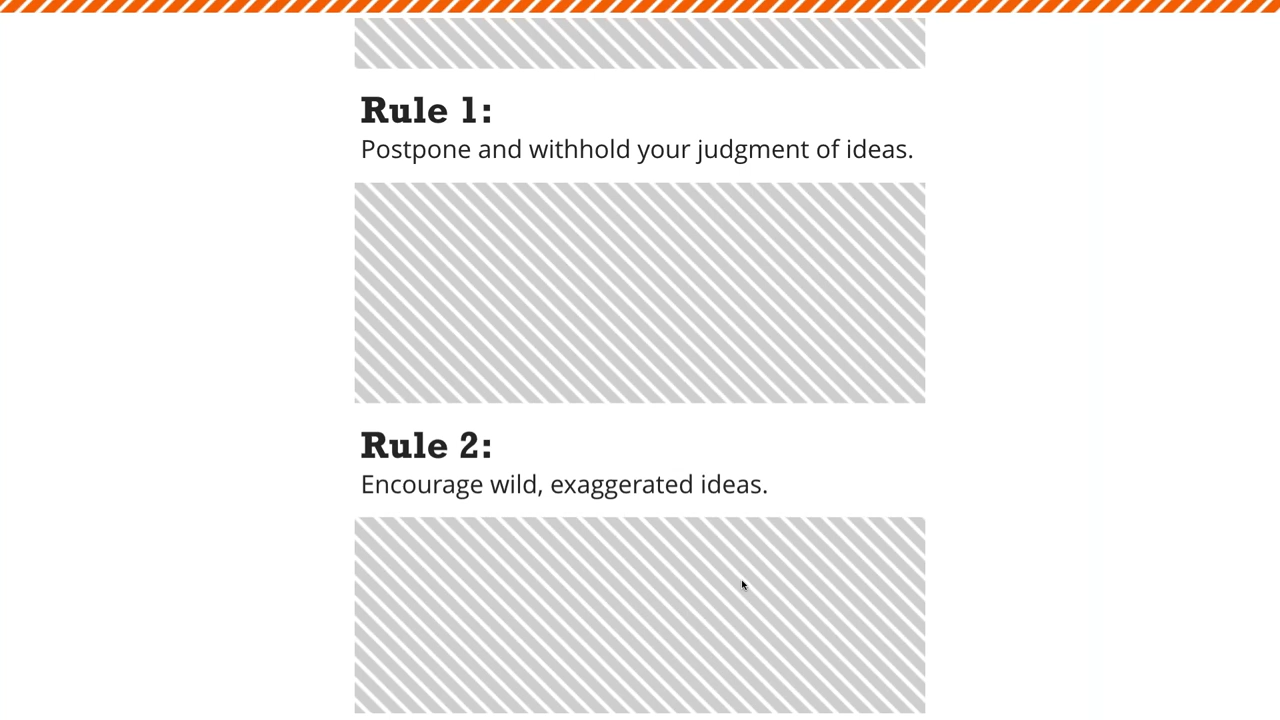 Rule 1:
Postpone and withhold your judgment of ideas.
Rule 2:
Encourage wild, exaggerated ideas.